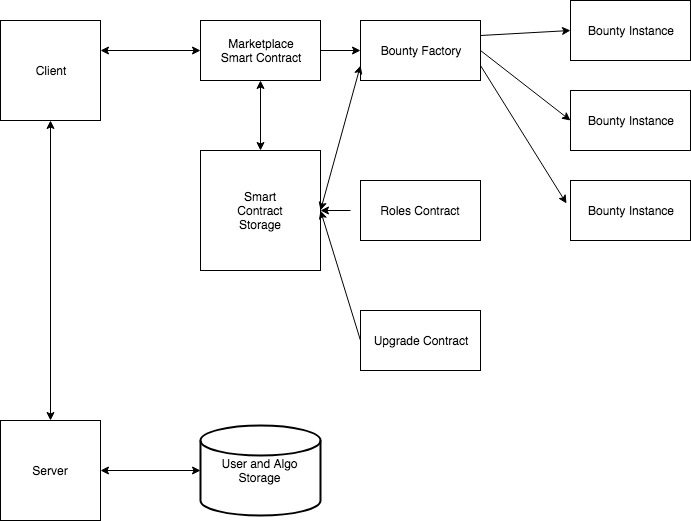 Client
Marketplace
Smart Contract
Bounty Factory
Bounty Instance
Bounty Instance
Bounty Instance
Smart
Contract
Storage
Roles Contract
Upgrade Contract
Server
User and Algo
Storage